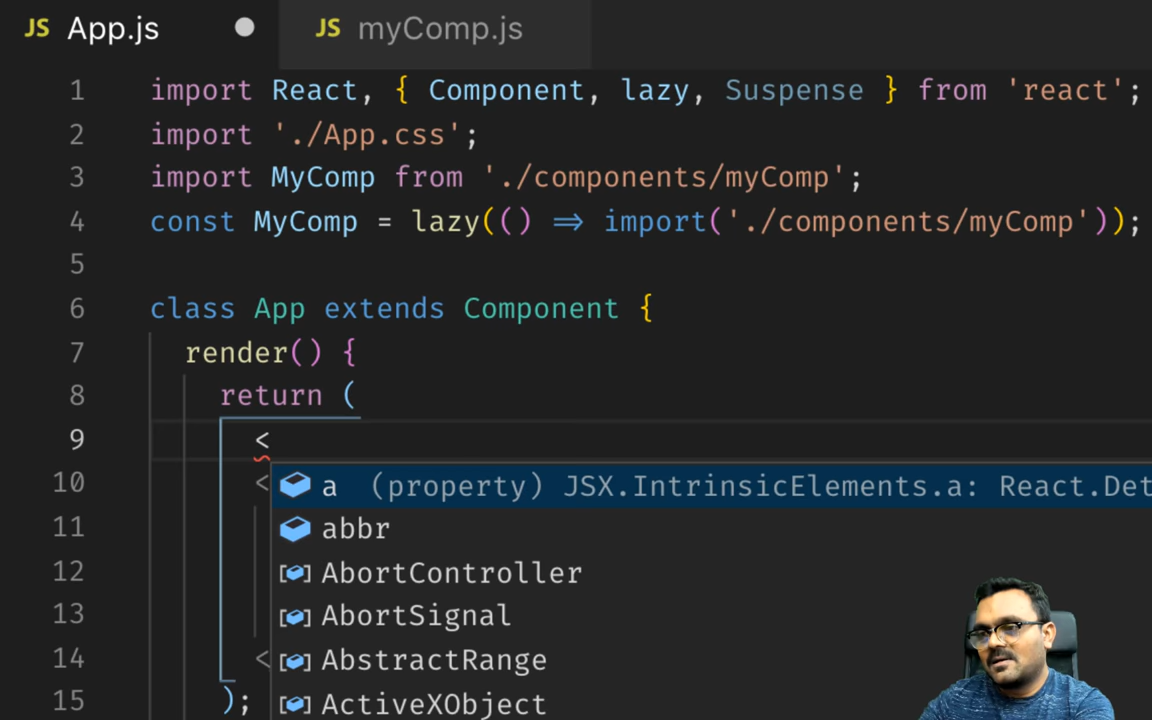 JS App.js JS myComp.js
1 import React, { Component, lazy, Suspense } from 'react';
2 import './App.css';
3 import MyComp from './components/myComp';
4 const MyComp = lazy(() => import('./components/myComp'));
5
6 class App extends Component {
7 render() {
8 return (
9 <
10 < a (property) JSX.IntrinsicElements.a: React.Det
11 abbr
12 AbortController
13 AbortSignal
14 < AbstractRange
15 ); ActiveXObject